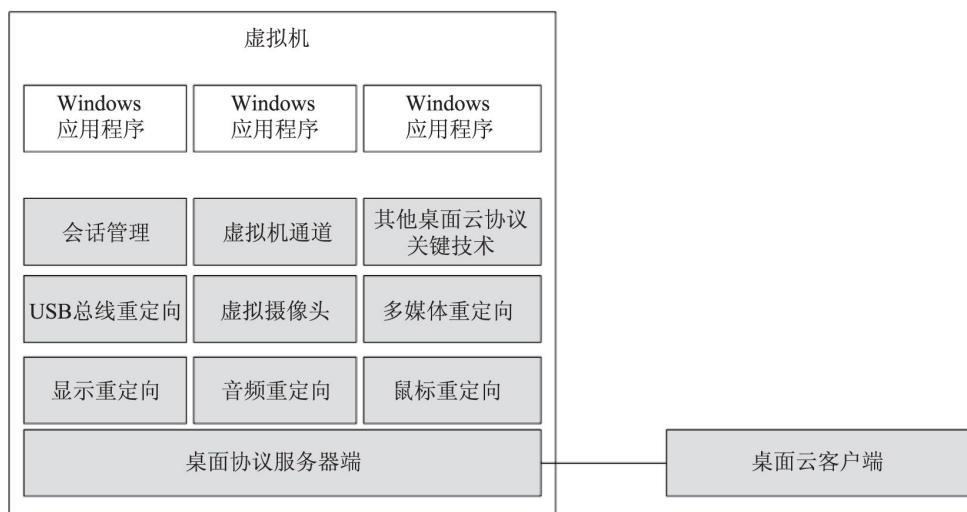 虚拟机
Windows
应用程序
Windows
应用程序
Windows
应用程序
会话管理
虚拟机通道
其他桌面云协议
关键技术
USB总线重定向
虚拟摄像头
多媒体重定向
显示重定向
音频重定向
鼠标重定向
桌面协议服务器端
桌面云客户端